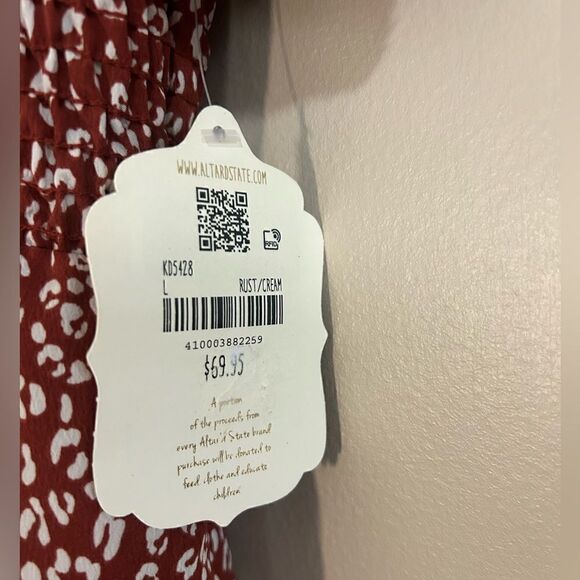 WWW.ALTARDSTATE.COM
RFID
KD5428
L RUST/CREAM
410003882259
$69.95
A portion
of the proceeds from
every Altar'd State brand
purchase will be donated to
feed, clothe and educate
children